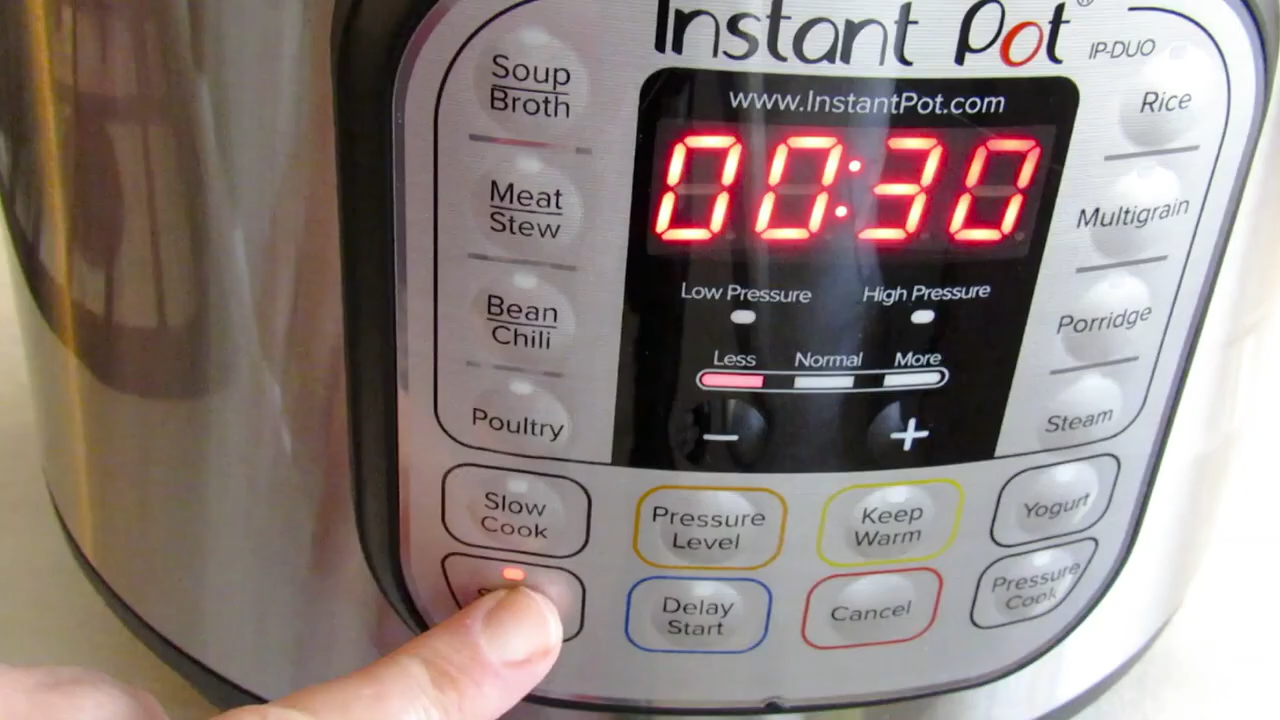 Instant Pot®
IP-DUO
www.InstantPot.com
00:30
Low Pressure
High Pressure
Less
Normal
More
−
+
Soup
Broth
Meat
Stew
Bean
Chili
Poultry
Rice
Multigrain
Porridge
Steam
Slow
Cook
Pressure
Level
Keep
Warm
Yogurt
Delay
Start
Cancel
Pressure
Cook